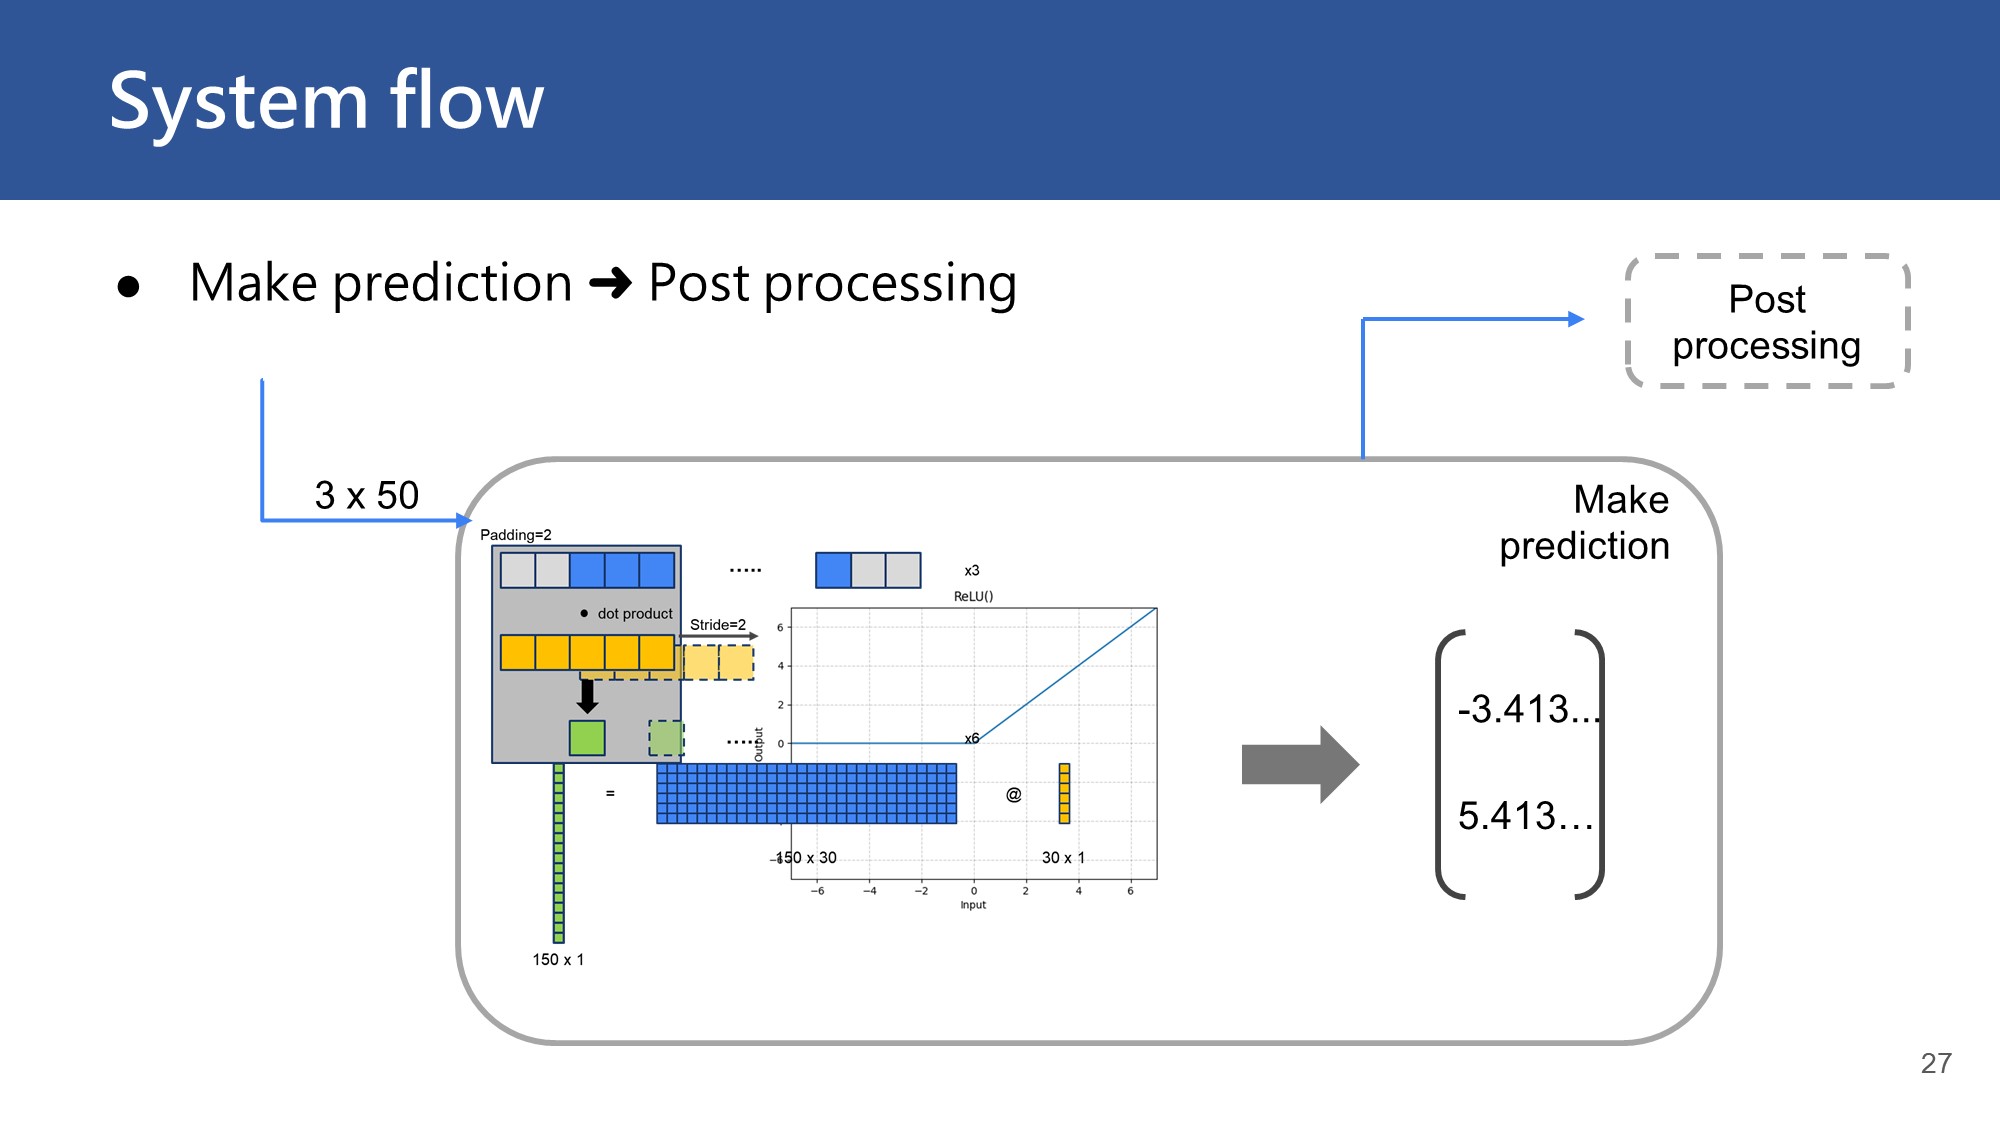 System flow
● Make prediction ➜ Post processing
Post
processing
3 x 50
Make
prediction
Padding=2
.....
x3
ReLU()
● dot product
Stride=2
6
4
2
0
Output
.....
x6
=
@
−6
150 x 30
30 x 1
−6 −4 −2 0 2 4 6
Input
150 x 1
-3.413...
5.413…
27